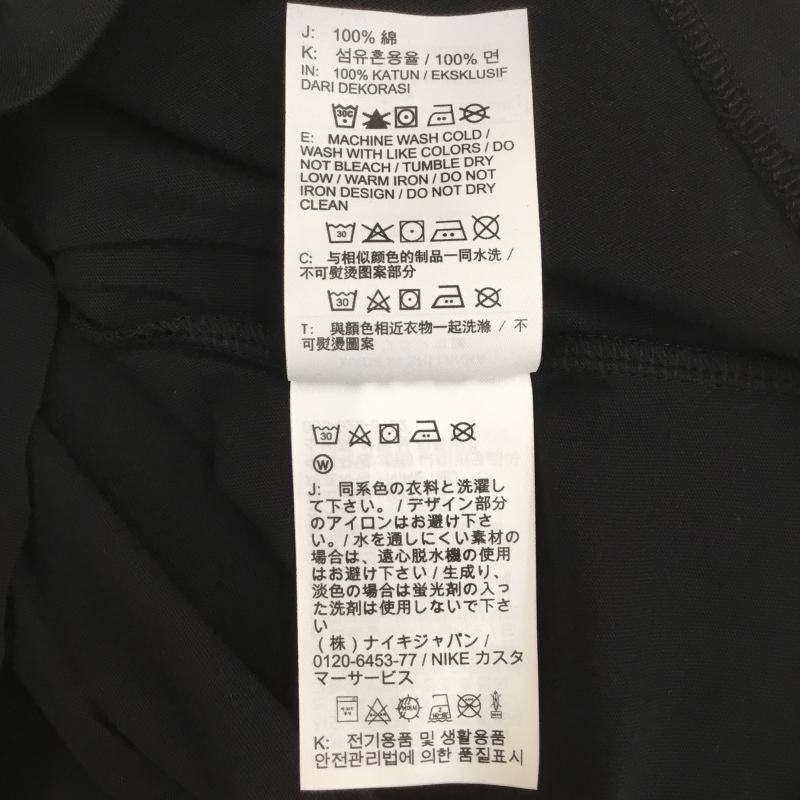 J: 100% 綿
K: 섬유혼용율 / 100% 면
IN: 100% KATUN / EKSKLUSIF
DARI DEKORASI
30C
E: MACHINE WASH COLD /
WASH WITH LIKE COLORS / DO
NOT BLEACH / TUMBLE DRY
LOW / WARM IRON / DO NOT
IRON DESIGN / DO NOT DRY
CLEAN
30
C: 与相似颜色的制品一同水洗 /
不可熨烫图案部分
30
T: 與顏色相近衣物一起洗滌 / 不
可熨燙圖案
30
W
J: 同系色の衣料と洗濯し
て下さい。/ デザイン部分
のアイロンはお避け下さ
い。/ 水を通しにくい素材の
場合は、遠心脱水機の使用
はお避け下さい / 生成り、
淡色の場合は蛍光剤の入っ
た洗剤は使用しないで下さ
い
(株) ナイキジャパン /
0120-6453-77 / NIKE カスタ
マーサービス
K: 전기용품 및 생활용품
안전관리법에 의한 품질표시